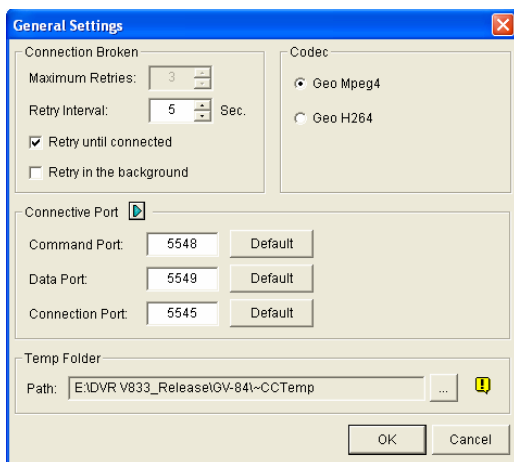 General Settings
Connection Broken
Maximum Retries: 3
Retry Interval: 5 Sec.
Retry until connected
Retry in the background
Codec
Geo Mpeg4
Geo H264
Connective Port
Command Port: 5548 Default
Data Port: 5549 Default
Connection Port: 5545 Default
Temp Folder
Path: E:\DVR V833_Release\GV-84\~CCTemp ...
OK Cancel